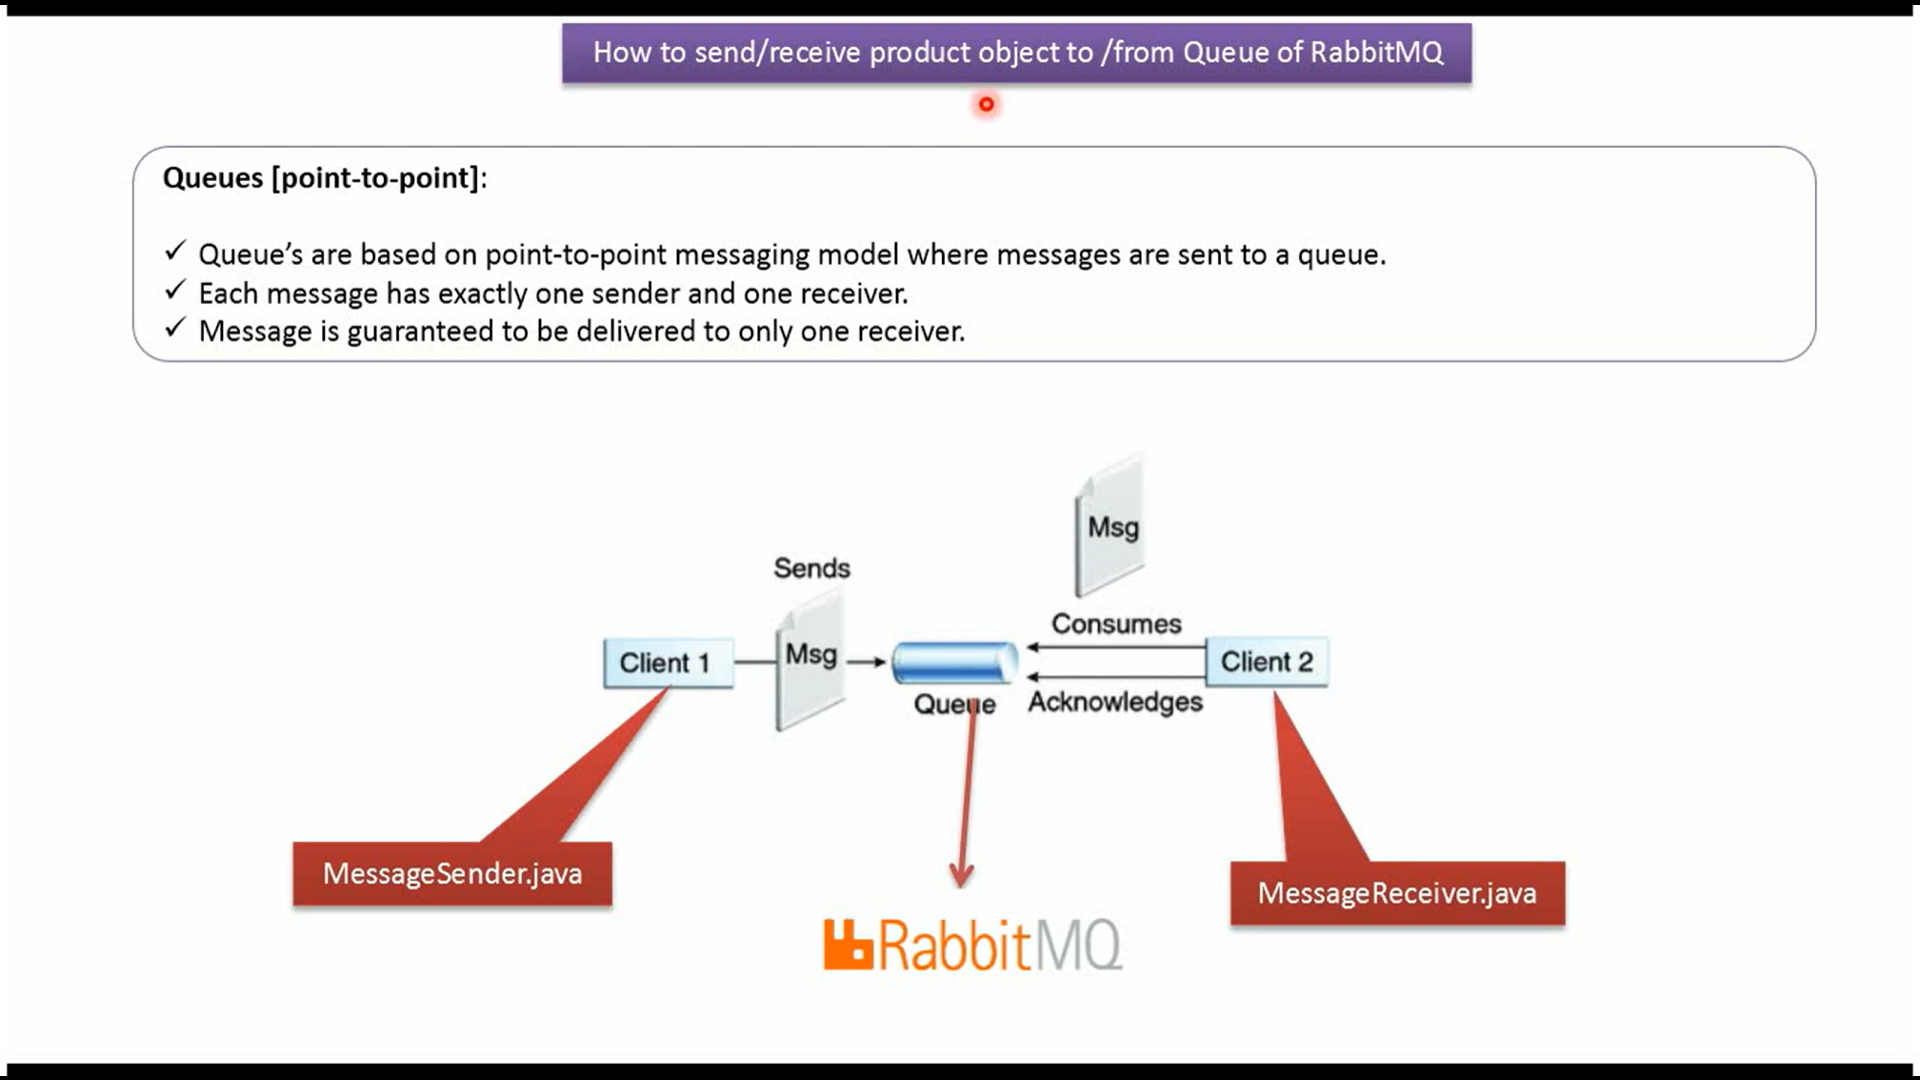 How to send/receive product object to /from Queue of RabbitMQ
Queues [point-to-point]:
✓ Queue’s are based on point-to-point messaging model where messages are sent to a queue.
✓ Each message has exactly one sender and one receiver.
✓ Message is guaranteed to be delivered to only one receiver.
Msg
Sends
Consumes
Client 1
Msg
Client 2
Queue
Acknowledges
MessageSender.java
MessageReceiver.java
RabbitMQ